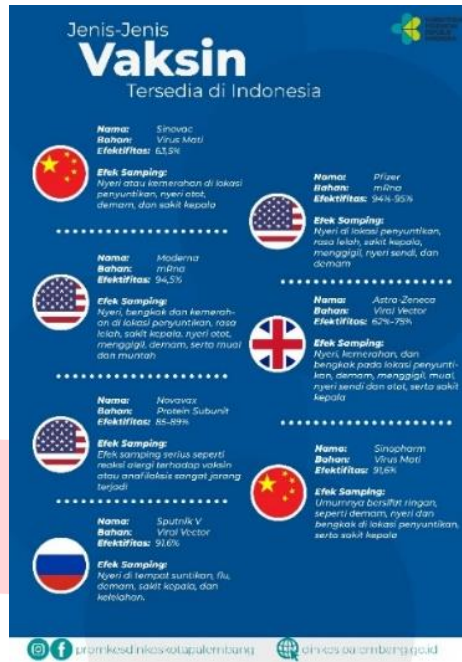 Jenis-Jenis
Vaksin
Tersedia di Indonesia
Nama: Sinovac
Bahan: Virus Mati
Efektifitas: 63,5%
Efek Samping:
Nyeri atau kemerahan di lokasi
penyuntikan, nyeri otot,
demam, dan sakit kepala
Nama: Moderna
Bahan: mRna
Efektifitas: 94,5%
Efek Samping:
Nyeri, bengkak dan kemerah-
an di lokasi penyuntikan, rasa
lelah, sakit kepala, nyeri otot,
menggigil, demam, serta mual
dan muntah
Nama: Novavax
Bahan: Protein Subunit
Efektifitas: 85-89%
Efek Samping:
Efek samping serius seperti
reaksi alergi terhadap vaksin
atau anafilaksis sangat jarang
terjadi
Nama: Sputnik V
Bahan: Viral Vector
Efektifitas: 91,6%
Efek Samping:
Nyeri di tempat suntikan, flu,
demam, sakit kepala, dan
kelelahan.
Nama: Pfizer
Bahan: mRna
Efektifitas: 94%-95%
Efek Samping:
Nyeri di lokasi penyuntikan,
rasa lelah, sakit kepala,
menggigil, nyeri sendi, dan
demam
Nama: Astra-Zeneca
Bahan: Viral Vector
Efektifitas: 62%-75%
Efek Samping:
Nyeri, kemerahan, dan
bengkak pada lokasi penyunti-
kan, demam, menggigil, mual,
nyeri sendi dan otot, serta sakit
kepala
Nama: Sinopharm
Bahan: Virus Mati
Efektifitas: 91,6%
Efek Samping:
Umumnya bersifat ringan,
seperti demam, nyeri dan
bengkak di lokasi penyuntikan,
serta sakit kepala
promkesdinkeskotapalembang
dinkes.palembang.go.id